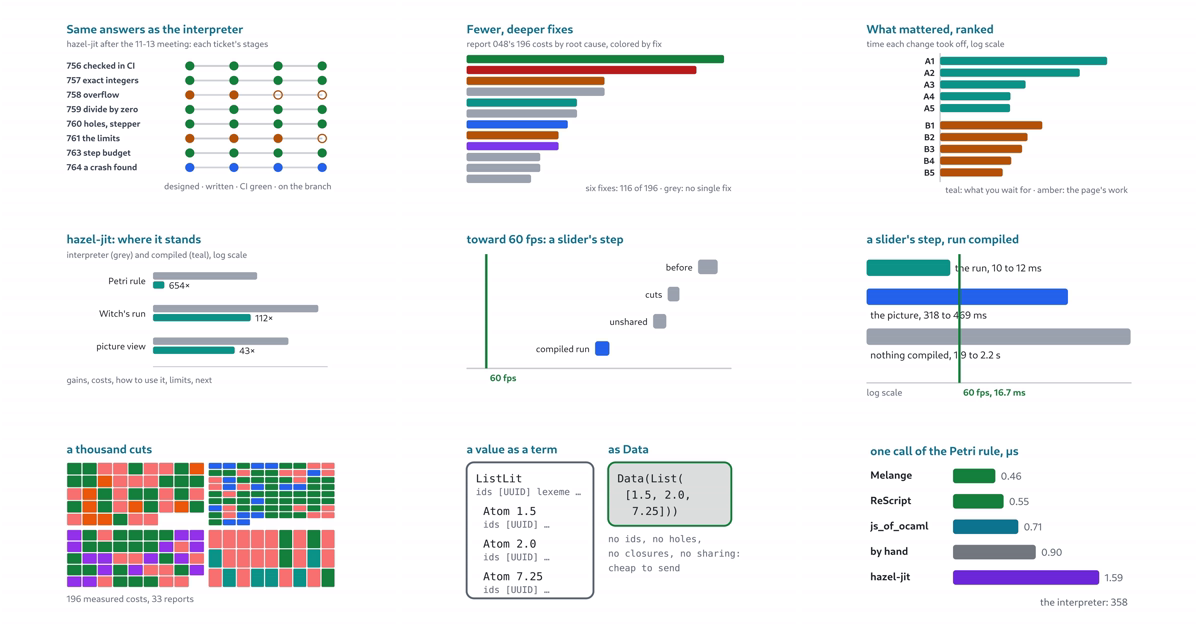 Same answers as the interpreter
hazel-jit after the 11-13 meeting: each ticket's stages
756 checked in CI
757 exact integers
758 overflow
759 divide by zero
760 holes, stepper
761 the limits
763 step budget
764 a crash found
designed · written · CI green · on the branch
Fewer, deeper fixes
report 048's 196 costs by root cause, colored by fix
six fixes: 116 of 196 · grey: no single fix
What mattered, ranked
time each change took off, log scale
A1
A2
A3
A4
A5
B1
B2
B3
B4
B5
teal: what you wait for · amber: the page's work
hazel-jit: where it stands
interpreter (grey) and compiled (teal), log scale
Petri rule
654×
Witch's run
112×
picture view
43×
gains, costs, how to use it, limits, next
toward 60 fps: a slider's step
before
cuts
unshared
compiled run
60 fps
a slider's step, run compiled
the run, 10 to 12 ms
the picture, 318 to 469 ms
nothing compiled, 1.9 to 2.2 s
log scale
60 fps, 16.7 ms
a thousand cuts
196 measured costs, 33 reports
a value as a term
ListLit
ids [UUID] lexeme …
Atom 1.5
ids [UUID] …
Atom 2.0
ids [UUID] …
Atom 7.25
ids [UUID] …
as Data
Data(List(
[1.5, 2.0,
7.25]))
no ids, no holes,
no closures, no sharing:
cheap to send
one call of the Petri rule, µs
Melange
0.46
ReScript
0.55
js_of_ocaml
0.71
by hand
0.90
hazel-jit
1.59
the interpreter: 358